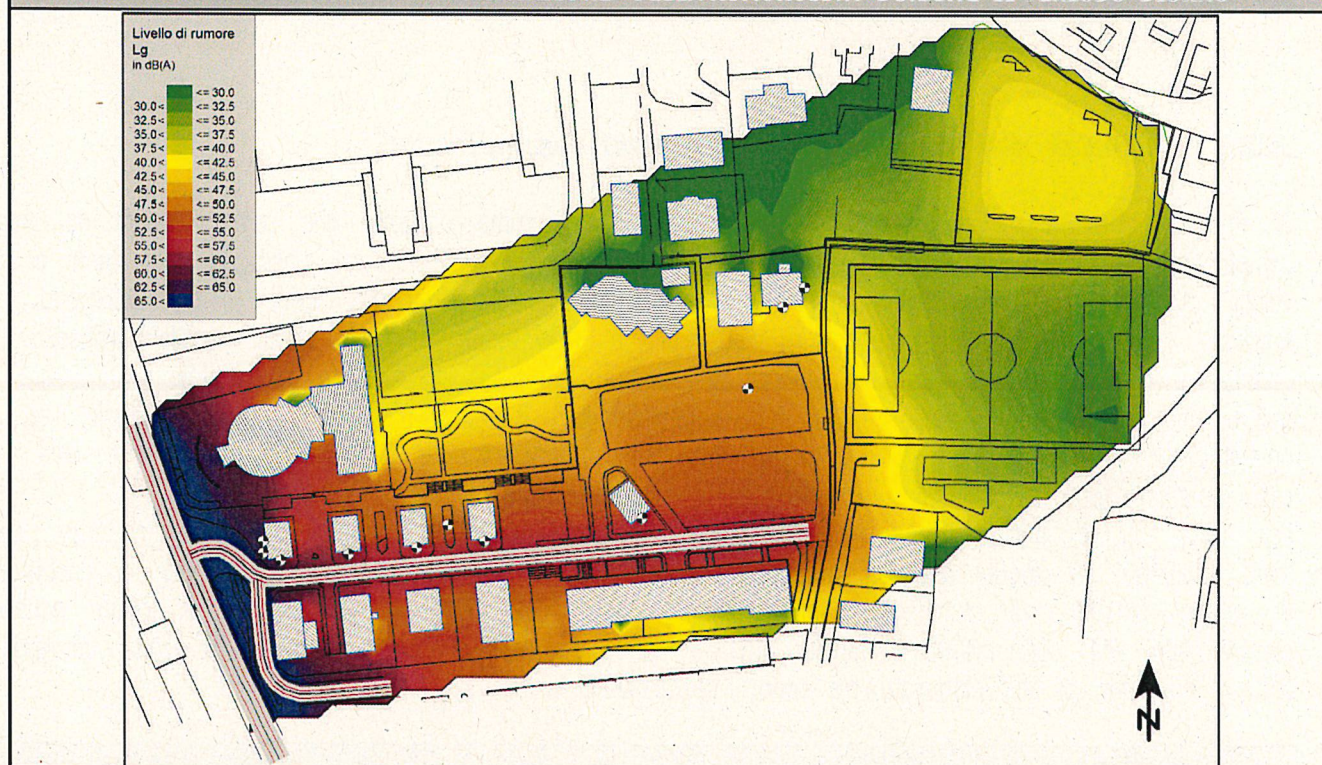 Livello di rumore
Lg
in dB(A)
<= 30.0
30.0 < <= 32.5
32.5 < <= 35.0
35.0 < <= 37.5
37.5 < <= 40.0
40.0 < <= 42.5
42.5 < <= 45.0
45.0 < <= 47.5
47.5 < <= 50.0
50.0 < <= 52.5
52.5 < <= 55.0
55.0 < <= 57.5
57.5 < <= 60.0
60.0 < <= 62.5
62.5 < <= 65.0
65.0 <
N